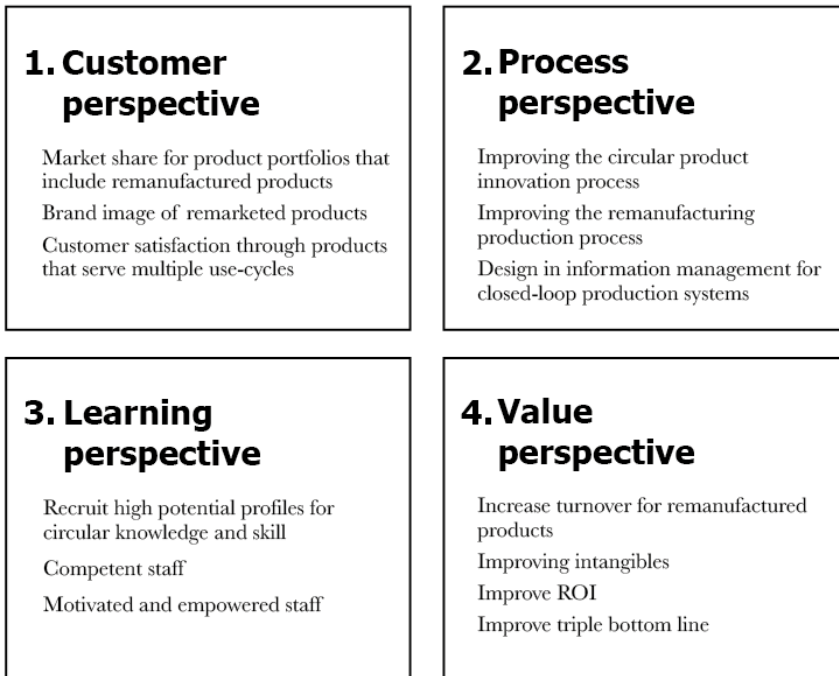 1. Customer
perspective
Market share for product portfolios that
include remanufactured products
Brand image of remarketed products
Customer satisfaction through products
that serve multiple use-cycles
2. Process
perspective
Improving the circular product
innovation process
Improving the remanufacturing
production process
Design in information management for
closed-loop production systems
3. Learning
perspective
Recruit high potential profiles for
circular knowledge and skill
Competent staff
Motivated and empowered staff
4. Value
perspective
Increase turnover for remanufactured
products
Improving intangibles
Improve ROI
Improve triple bottom line